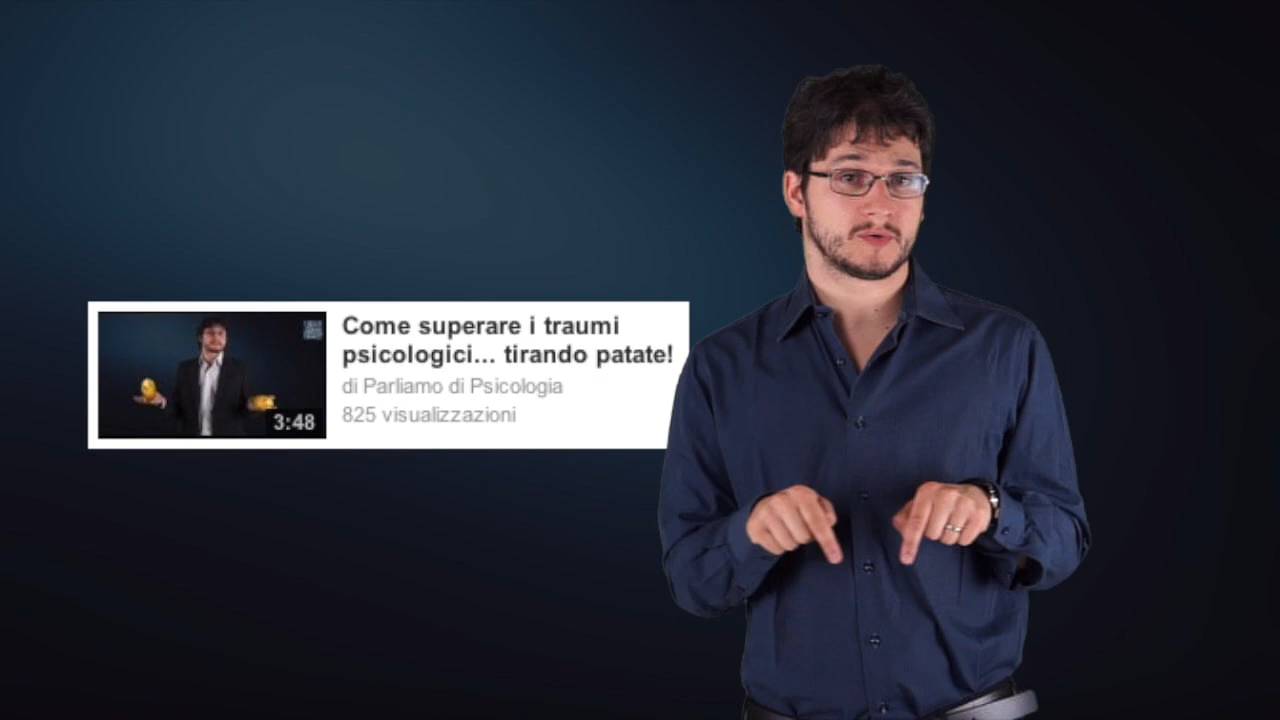 Come superare i traumi
psicologici... tirando patate!
di Parliamo di Psicologia
825 visualizzazioni
3:48